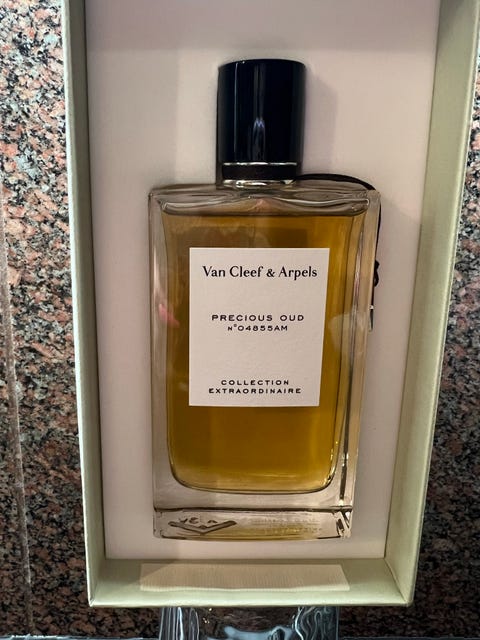 Van Cleef & Arpels
PRECIOUS OUD
N°04855AM
COLLECTION
EXTRAORDINAIRE